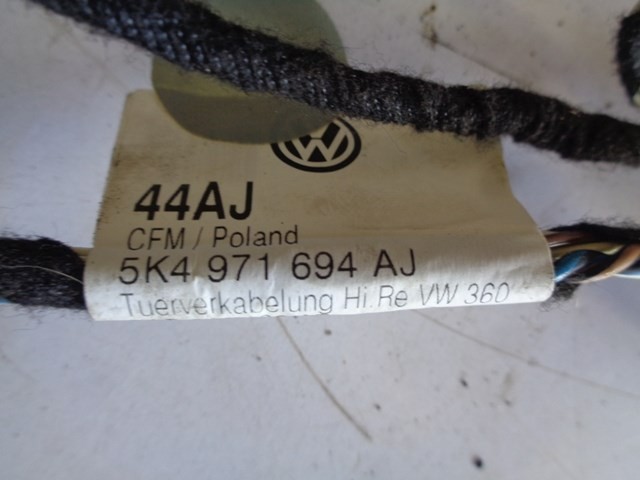 44AJ
CFM / Poland
5K4 971 694 AJ
Tuerverkabelung Hi.Re VW 360